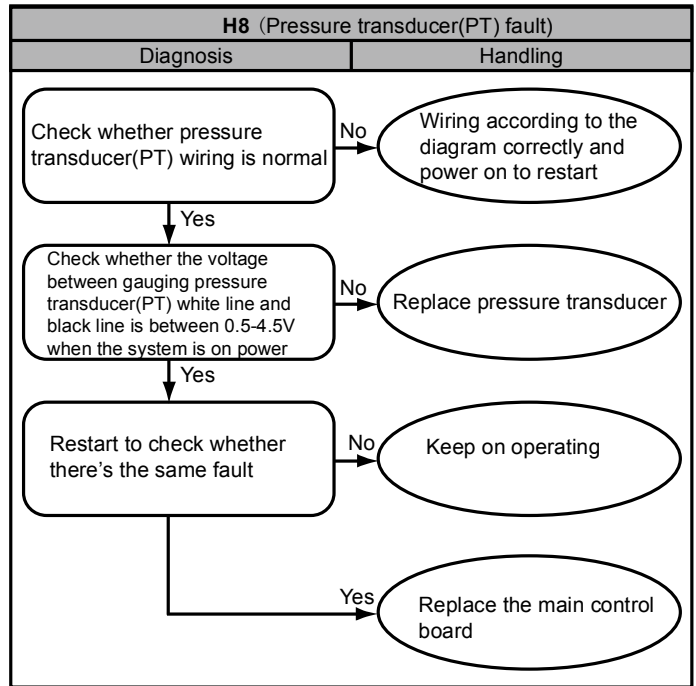 H8（Pressure transducer(PT) fault)
Diagnosis
Handling
Check whether pressure
transducer(PT) wiring is normal
No
Wiring according to the
diagram correctly and
power on to restart
Yes
Check whether the voltage
between gauging pressure
transducer(PT) white line and
black line is between 0.5-4.5V
when the system is on power
No
Replace pressure transducer
Yes
Restart to check whether
there's the same fault
No
Keep on operating
Yes
Replace the main control
board